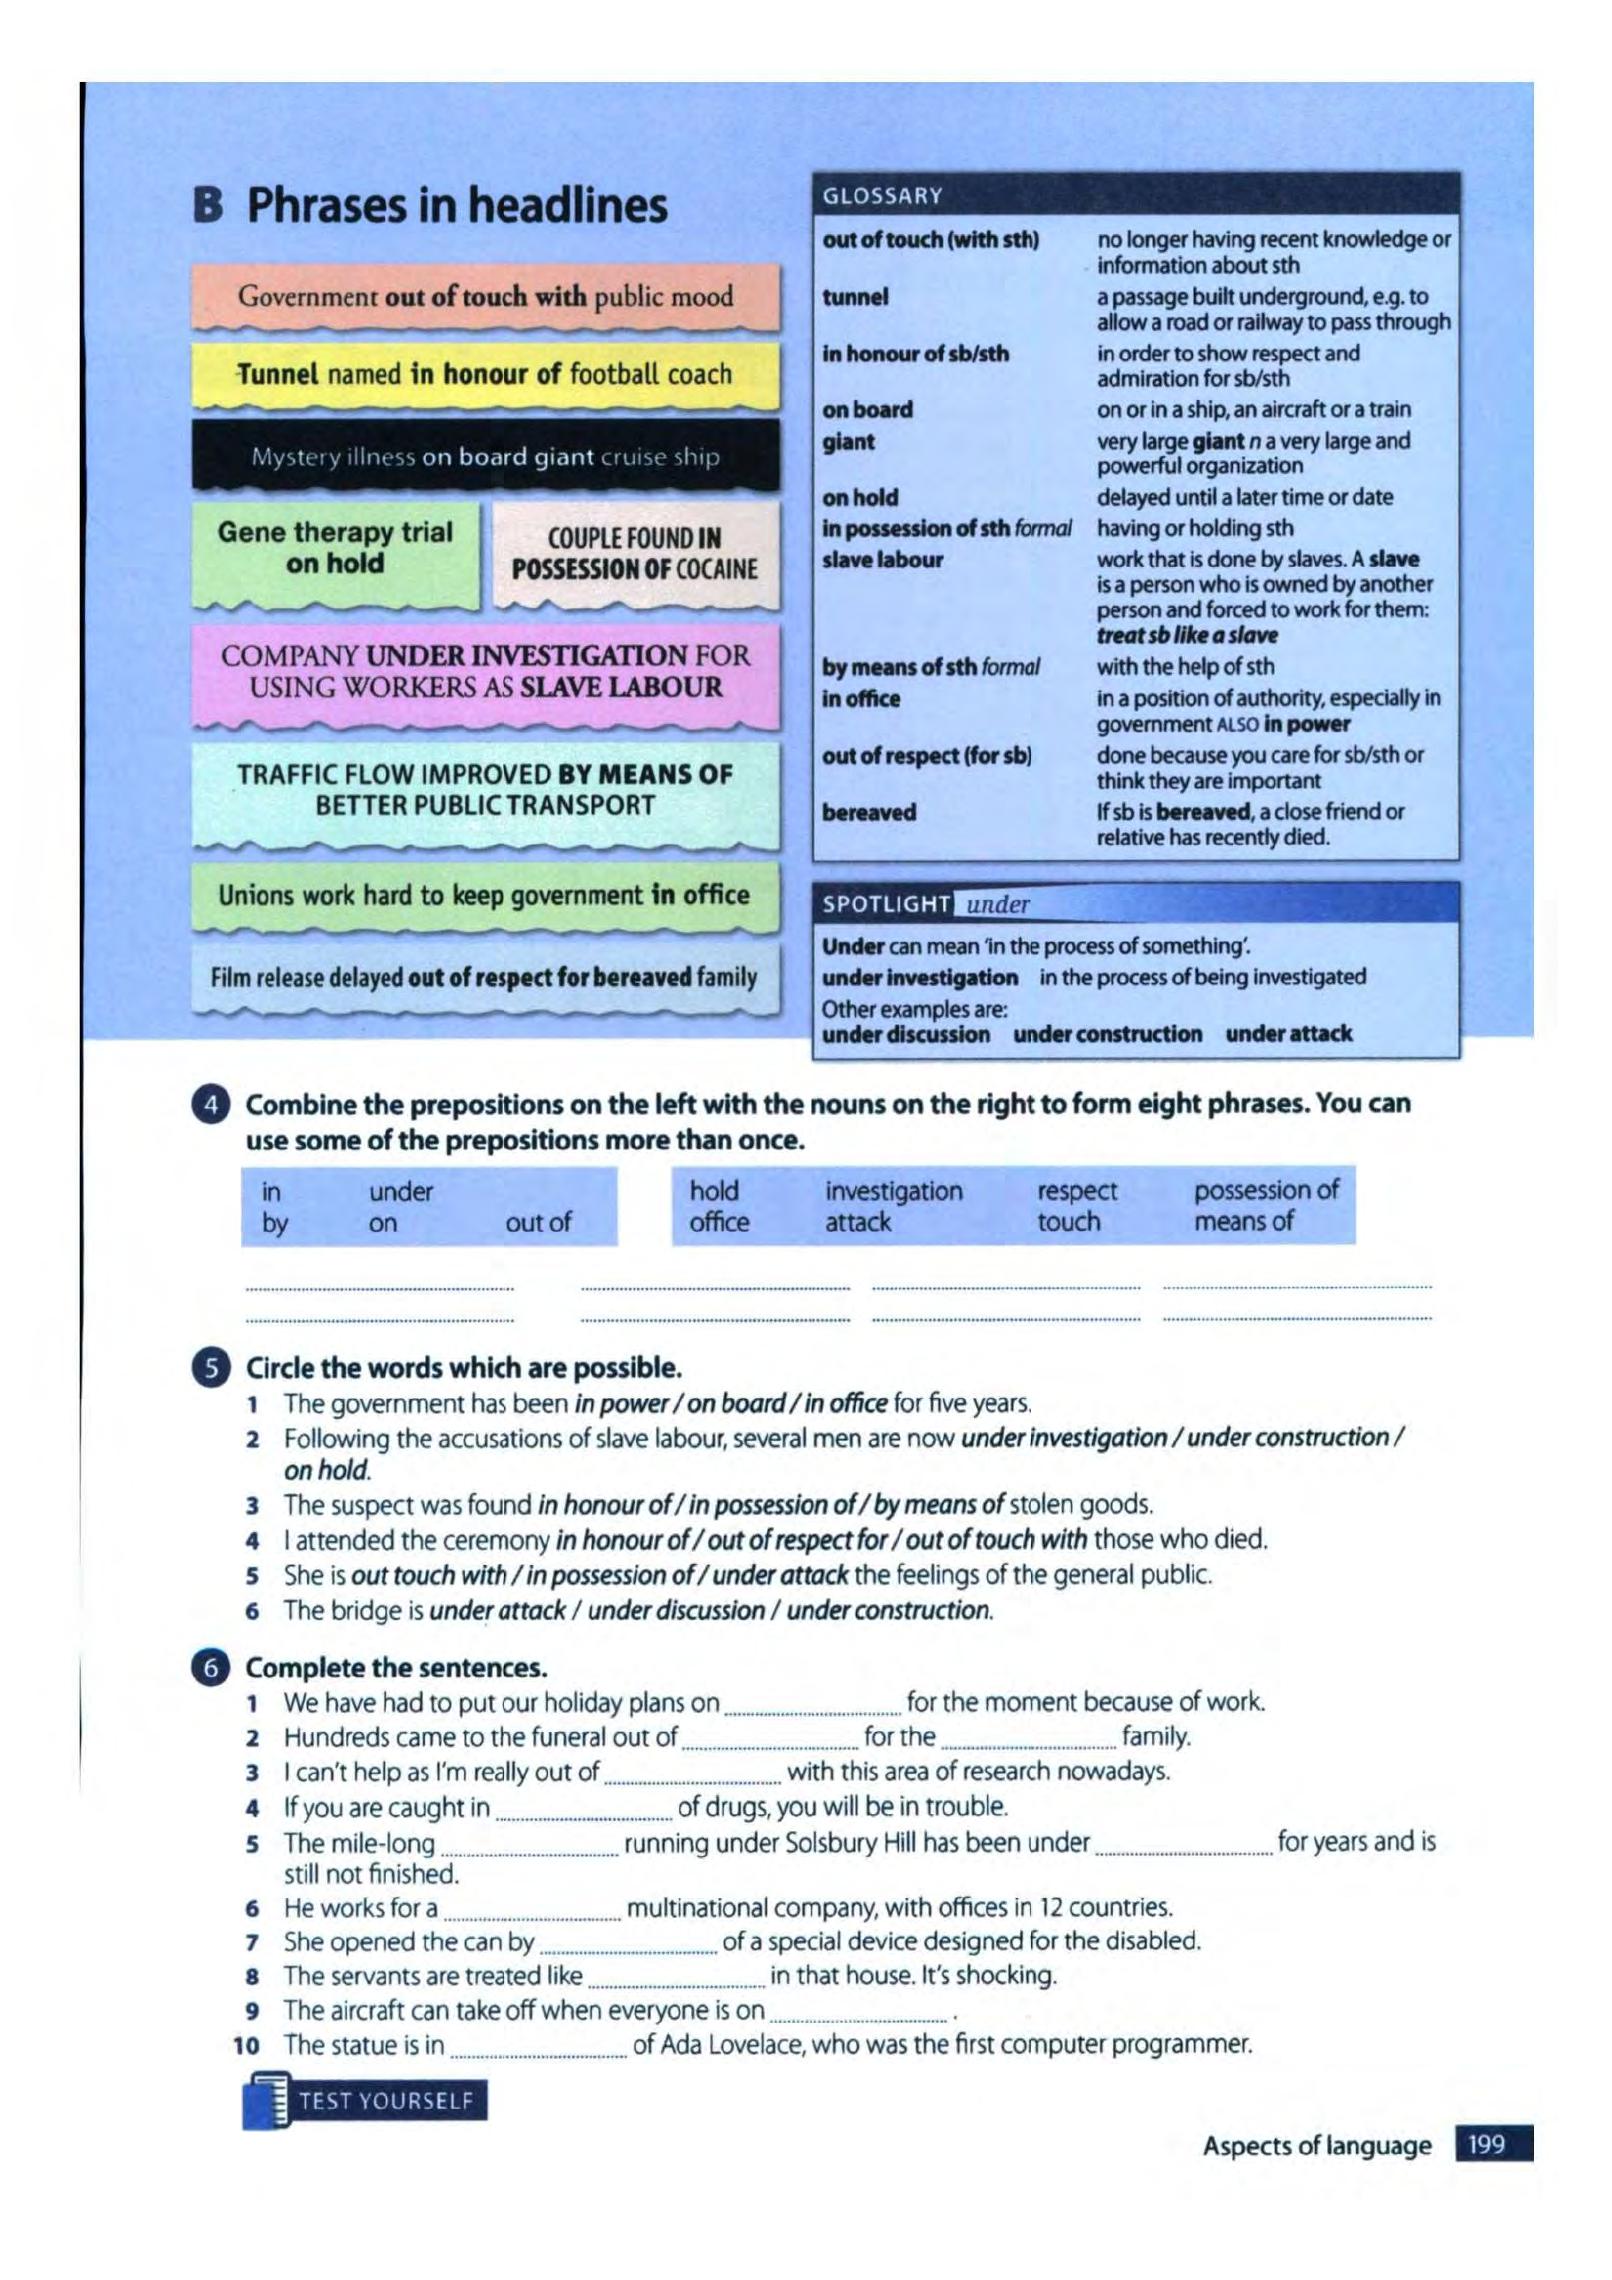 B Phrases in headlines
Government out of touch with public mood
Tunnel named in honour of football coach
Mystery illness on board giant cruise ship
Gene therapy trial
on hold
COUPLE FOUND IN
POSSESSION OF COCAINE
COMPANY UNDER INVESTIGATION FOR
USING WORKERS AS SLAVE LABOUR
TRAFFIC FLOW IMPROVED BY MEANS OF
BETTER PUBLIC TRANSPORT
Unions work hard to keep government in office
Film release delayed out of respect for bereaved family
GLOSSARY
out of touch (with sth) no longer having recent knowledge or
information about sth
tunnel a passage built underground, e.g. to
allow a road or railway to pass through
in honour of sb/sth in order to show respect and
admiration for sb/sth
on board on or in a ship, an aircraft or a train
giant very large giant n a very large and
powerful organization
on hold delayed until a later time or date
in possession of sth formal having or holding sth
slave labour work that is done by slaves. A slave
is a person who is owned by another
person and forced to work for them:
treat sb like a slave
by means of sth formal with the help of sth
in office in a position of authority, especially in
government ALSO in power
out of respect (for sb) done because you care for sb/sth or
think they are important
bereaved If sb is bereaved, a close friend or
relative has recently died.
SPOTLIGHT under
Under can mean 'in the process of something'.
under investigation in the process of being investigated
Other examples are:
under discussion under construction under attack
4 Combine the prepositions on the left with the nouns on the right to form eight phrases. You can
use some of the prepositions more than once.
in under
by on out of
hold investigation respect possession of
office attack touch means of
5 Circle the words which are possible.
1 The government has been in power / on board / in office for five years.
2 Following the accusations of slave labour, several men are now under investigation / under construction /
on hold.
3 The suspect was found in honour of / in possession of / by means of stolen goods.
4 I attended the ceremony in honour of / out of respect for / out of touch with those who died.
5 She is out touch with / in possession of / under attack the feelings of the general public.
6 The bridge is under attack / under discussion / under construction.
6 Complete the sentences.
1 We have had to put our holiday plans on .............................. for the moment because of work.
2 Hundreds came to the funeral out of .............................. for the .............................. family.
3 I can't help as I'm really out of .............................. with this area of research nowadays.
4 If you are caught in .............................. of drugs, you will be in trouble.
5 The mile-long .............................. running under Solsbury Hill has been under .............................. for years and is
still not finished.
6 He works for a .............................. multinational company, with offices in 12 countries.
7 She opened the can by .............................. of a special device designed for the disabled.
8 The servants are treated like .............................. in that house. It's shocking.
9 The aircraft can take off when everyone is on .............................. .
10 The statue is in .............................. of Ada Lovelace, who was the first computer programmer.
TEST YOURSELF
Aspects of language 199